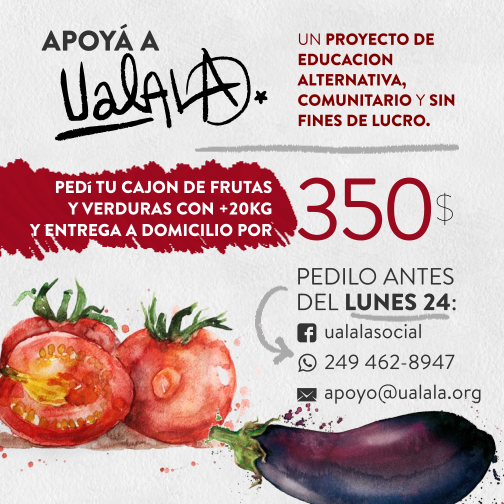 APOYÁ A
UalALA.
UN PROYECTO DE
EDUCACION
ALTERNATIVA,
COMUNITARIO Y SIN
FINES DE LUCRO.
PEDí TU CAJON DE FRUTAS
Y VERDURAS CON +20KG
Y ENTREGA A DOMICILIO POR
350$
PEDILO ANTES
DEL LUNES 24:
ualalasocial
249 462-8947
apoyo@ualala.org